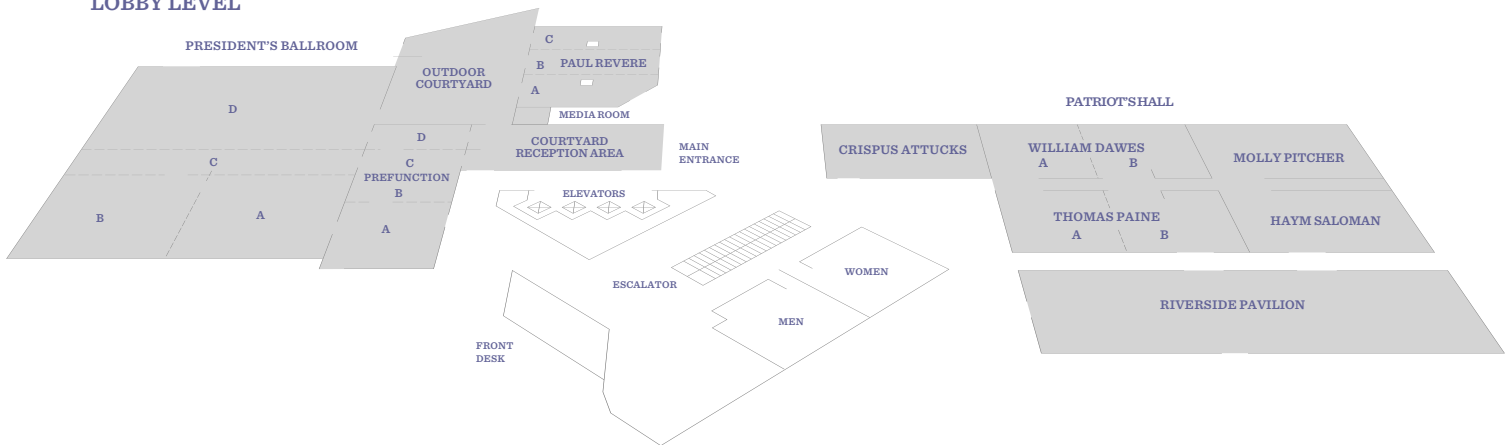 LOBBY LEVEL
PRESIDENT'S BALLROOM
D
C
B
A
D
C
PREFUNCTION
B
A
OUTDOOR
COURTYARD
C
B
PAUL REVERE
A
MEDIA ROOM
COURTYARD
RECEPTION AREA
MAIN
ENTRANCE
ELEVATORS
ESCALATOR
WOMEN
MEN
FRONT
DESK
PATRIOT'S HALL
CRISPUS ATTUCKS
WILLIAM DAWES
A
B
MOLLY PITCHER
THOMAS PAINE
A
B
HAYM SALOMAN
RIVERSIDE PAVILION